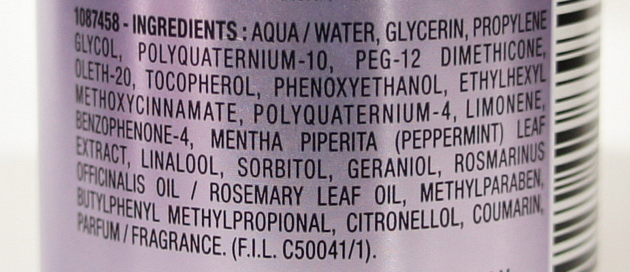 1087458 - INGREDIENTS : AQUA / WATER, GLYCERIN, PROPYLENE
GLYCOL, POLYQUATERNIUM-10, PEG-12 DIMETHICONE,
OLETH-20, TOCOPHEROL, PHENOXYETHANOL, ETHYLHEXYL
METHOXYCINNAMATE, POLYQUATERNIUM-4, LIMONENE,
BENZOPHENONE-4, MENTHA PIPERITA (PEPPERMINT) LEAF
EXTRACT, LINALOOL, SORBITOL, GERANIOL, ROSMARINUS
OFFICINALIS OIL / ROSEMARY LEAF OIL, METHYLPARABEN,
BUTYLPHENYL METHYLPROPIONAL, CITRONELLOL, COUMARIN,
PARFUM / FRAGRANCE. (F.I.L. C50041/1).